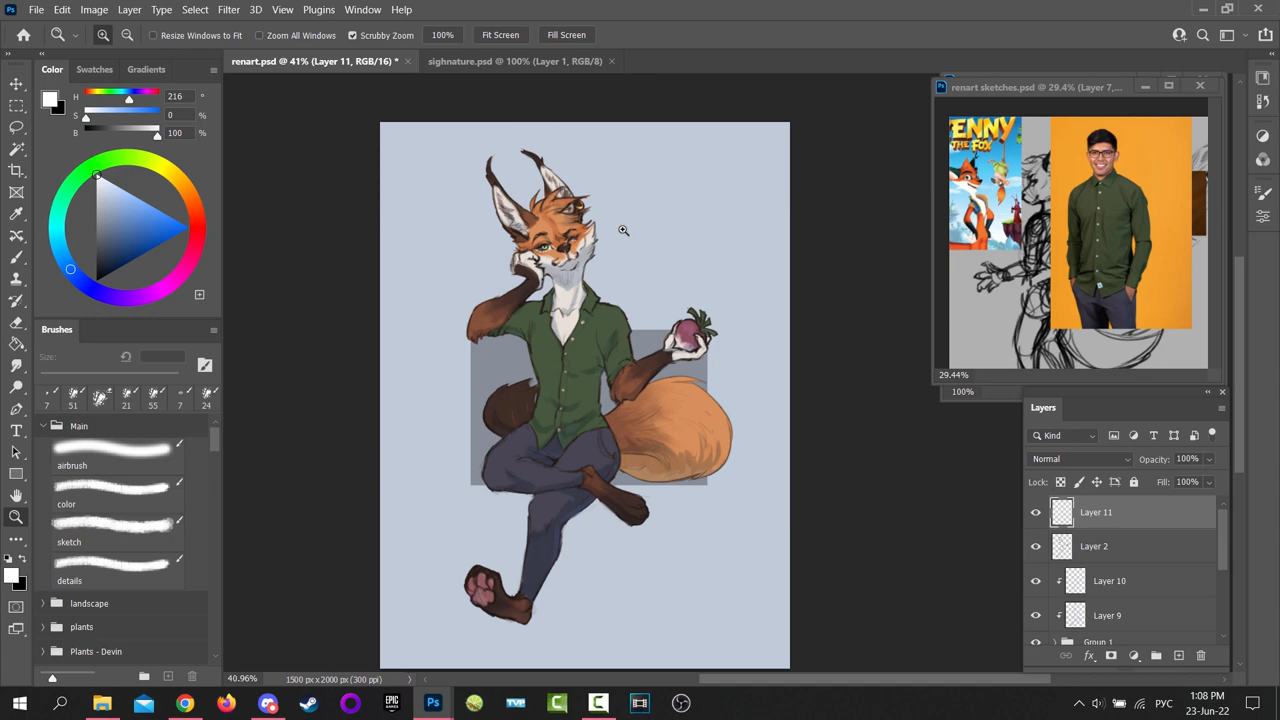 File Edit Image Layer Type Select Filter 3D View Plugins Window Help
Resize Windows to Fit Zoom All Windows Scrubby Zoom 100% Fit Screen Fill Screen
renart.psd @ 41% (Layer 11, RGB/16) * sighnature.psd @ 100% (Layer 1, RGB/8)
Color Swatches Gradients
H 216 °
S 0 %
B 100 %
Brushes
Size:
7 51 21 55 7 24
Main
airbrush
color
sketch
details
landscape
plants
Plants - Devin
40.96% 1500 px x 2000 px (300 ppi)
renart sketches.psd @ 29.4% (Layer 7,...
ENNY
THE FOX
29.44%
100%
Layers
Kind
Normal Opacity: 100%
Lock: Fill: 100%
Layer 11
Layer 2
Layer 10
Layer 9
Group 1
EPIC
GAMES
Ps
TVP
C
C
РУС
1:08 PM
23-Jun-22